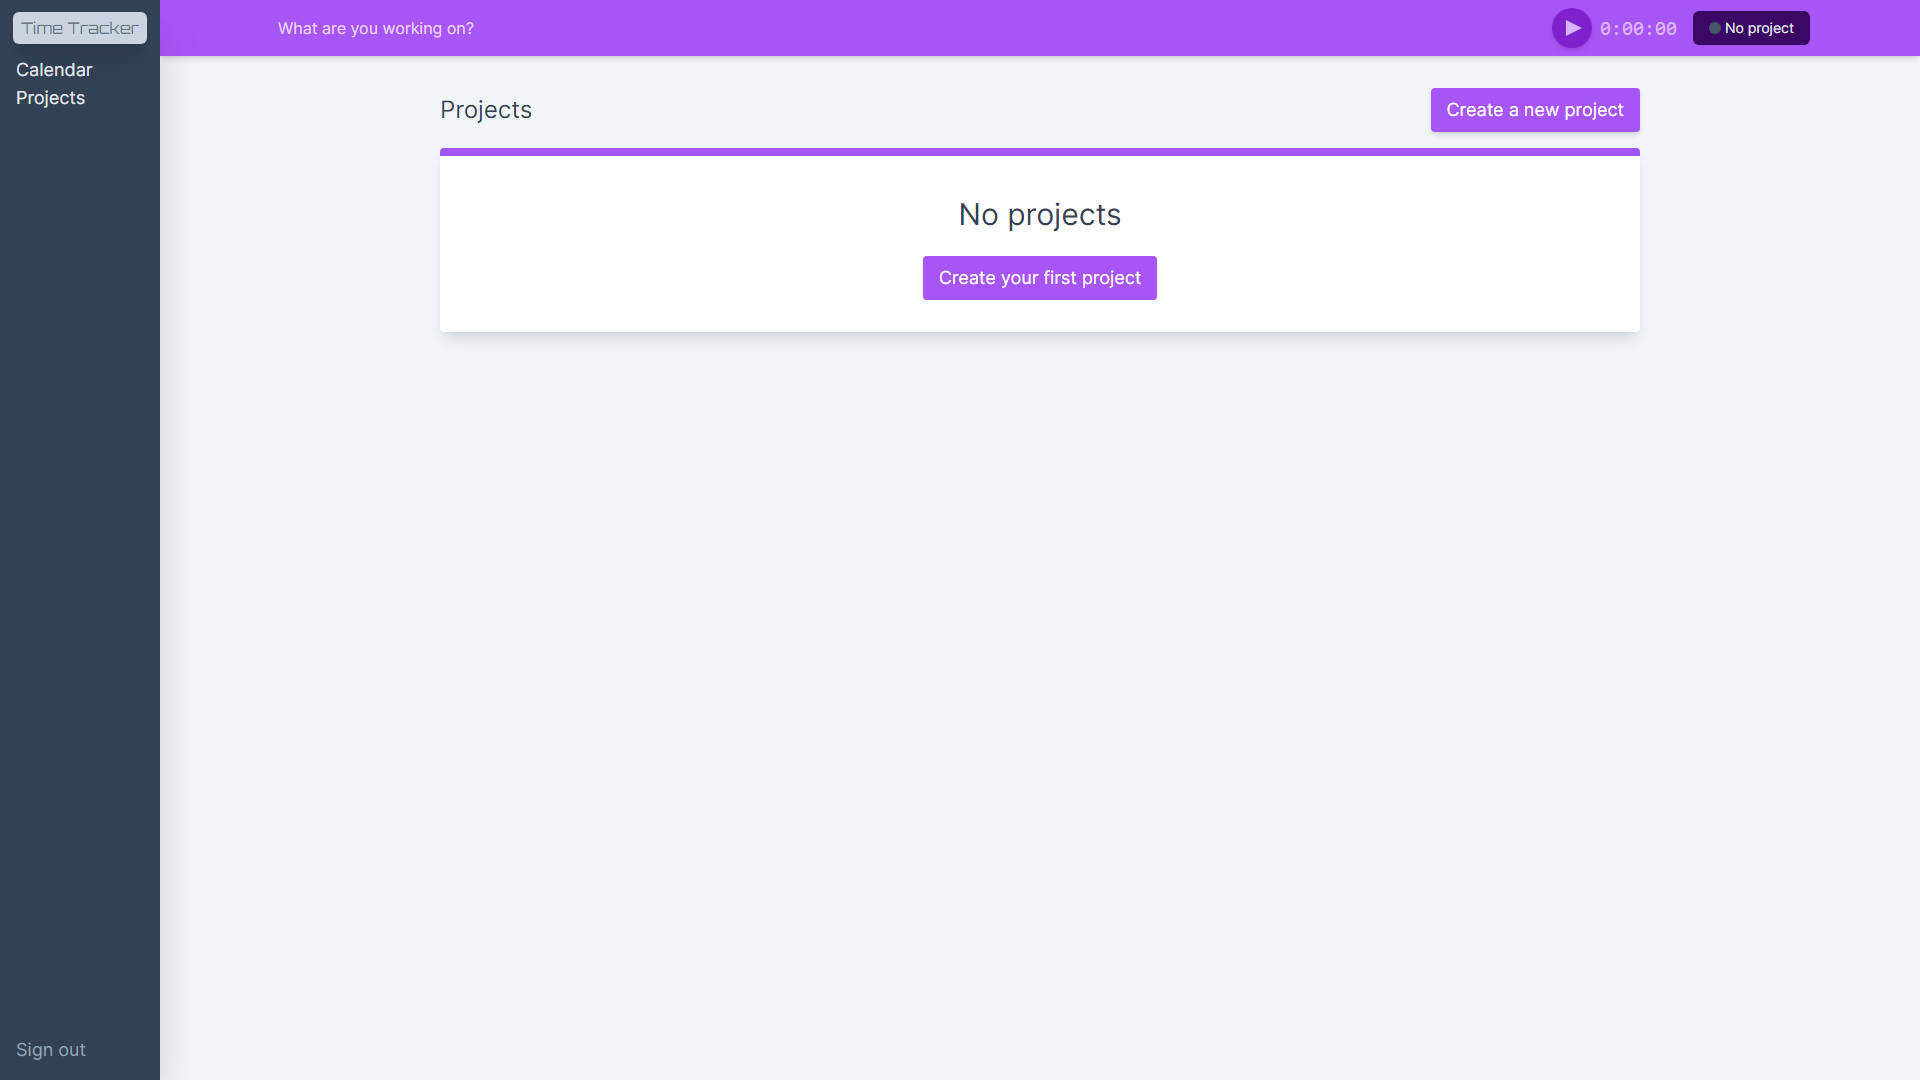 Time Tracker
Calendar
Projects
Sign out
What are you working on?
0:00:00
No project
Projects
Create a new project
No projects
Create your first project